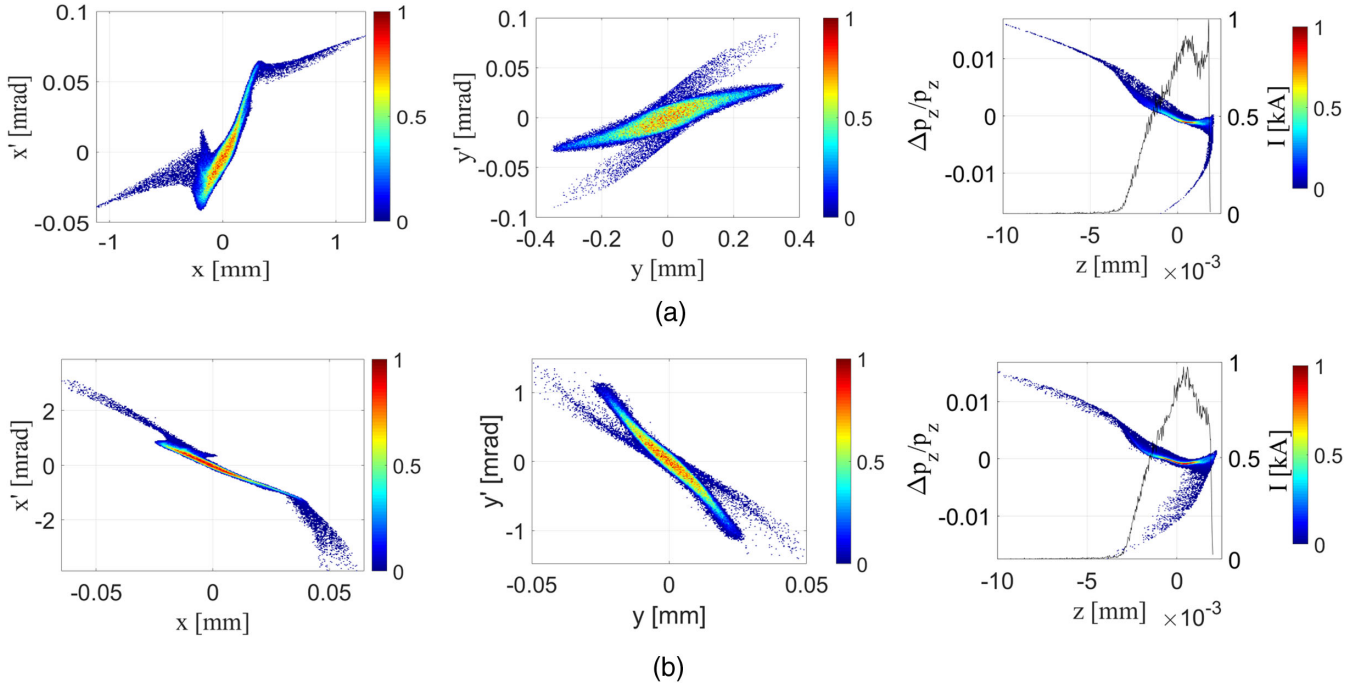 0.1
0.05
0
-0.05
x' [mrad]
-1 0 1
x [mm]
1
0.5
0
0.1
0.05
0
-0.05
-0.1
y' [mrad]
-0.4 -0.2 0 0.2 0.4
y [mm]
1
0.5
0
0.01
0
-0.01
Δp_z/p_z
-10 -5 0
z [mm] ×10⁻³
1
0.5
0
I [kA]
1
0.5
0
(a)
2
0
-2
x' [mrad]
-0.05 0 0.05
x [mm]
1
0.5
0
1
0
-1
y' [mrad]
-0.05 0 0.05
y [mm]
1
0.5
0
0.01
0
-0.01
Δp_z/p_z
-10 -5 0
z [mm] ×10⁻³
1
0.5
0
I [kA]
1
0.5
0
(b)